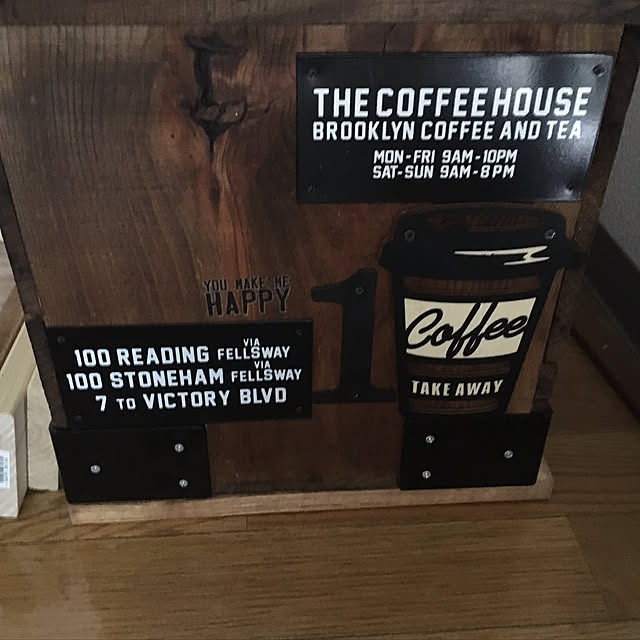 THE COFFEE HOUSE
BROOKLYN COFFEE AND TEA
MON-FRI 9AM-10PM
SAT-SUN 9AM-8PM
YOU MAKE ME
HAPPY
1
Coffee
TAKE AWAY
100 READING VIA FELLSWAY
100 STONEHAM VIA FELLSWAY
7 TO VICTORY BLVD